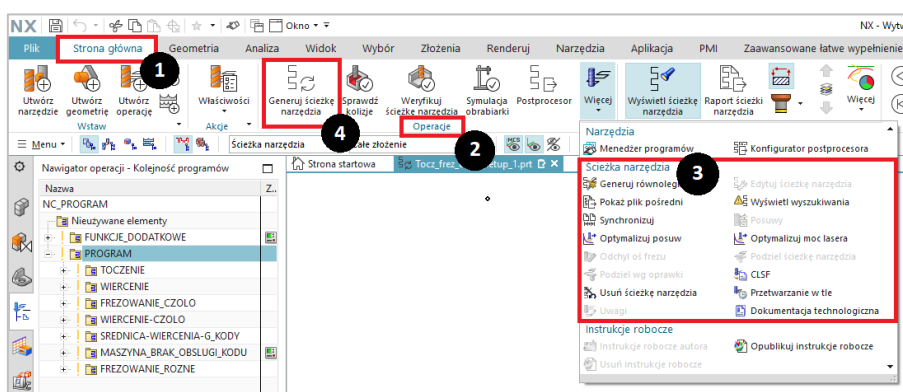 NX Okno NX - Wytw
Plik Strona główna Geometria Analiza Widok Wybór Złożenia Renderuj Narzędzia Aplikacja PMI Zaawansowane łatwe wypełnienie
1
Utwórz narzędzie
Utwórz geometrię
Utwórz operację
Właściwości
Generuj ścieżkę narzędzia
Sprawdź kolizje
Weryfikuj ścieżkę narzędzia
Symulacja obrabiarki
Postprocesor
Więcej
Wyświetl ścieżkę narzędzia
Raport ścieżki narzędzia
Więcej
Wstaw Akcje 4 Operacje 2
Menu Ścieżka narzędzia złożenie MCS
Nawigator operacji - Kolejność programów
Strona startowa
Nazwa Z..
NC_PROGRAM
Nieużywane elementy
FUNKCJE_DODATKOWE
PROGRAM
TOCZENIE
WIERCENIE
FREZOWANIE_CZOLO
WIERCENIE-CZOLO
SREDNICA-WIERCENIA-G_KODY
MASZYNA_BRAK_OBSLUGI_KODU
FREZOWANIE_ROZNE
Narzędzia
Menedżer programów Konfigurator postprocesora
Ścieżka narzędzia 3
Generuj Edytuj ścieżkę narzędzia
Pokaż plik pośredni Wyświetl wyszukiwania
Synchronizuj Posuwy
Optymalizuj posuw Optymalizuj moc lasera
Odchyl oś frezu Podziel ścieżkę narzędzia
Podziel wg oprawki CLSF
Usuń ścieżkę narzędzia Przetwarzanie w tle
Uwagi Dokumentacja technologiczna
Instrukcje robocze
Instrukcje robocze autora Opublikuj instrukcje robocze
Usuń instrukcje robocze